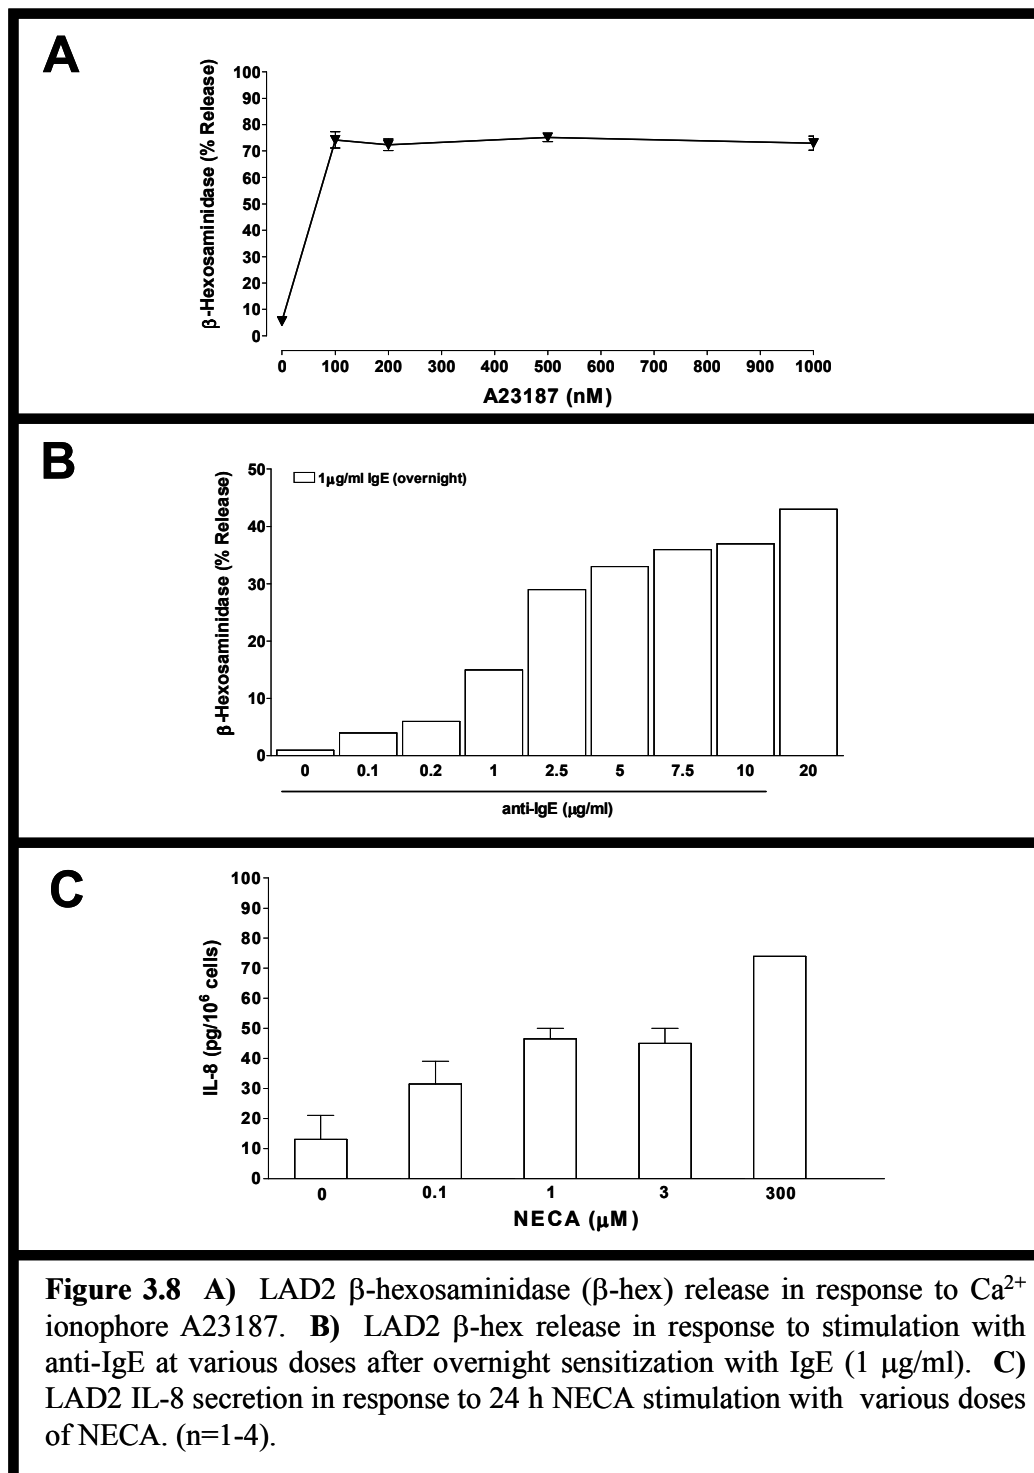 A
β-Hexosaminidase (% Release)
100
90
80
70
60
50
40
30
20
10
0
0 100 200 300 400 500 600 700 800 900 1000
A23187 (nM)
B
β-Hexosaminidase (% Release)
50
40
30
20
10
0
1μg/ml IgE (overnight)
0 0.1 0.2 1 2.5 5 7.5 10 20
anti-IgE (μg/ml)
C
IL-8 (pg/10⁶ cells)
100
90
80
70
60
50
40
30
20
10
0
0 0.1 1 3 300
NECA (μM)
Figure 3.8 A) LAD2 β-hexosaminidase (β-hex) release in response to Ca²⁺
ionophore A23187. B) LAD2 β-hex release in response to stimulation with
anti-IgE at various doses after overnight sensitization with IgE (1 μg/ml). C)
LAD2 IL-8 secretion in response to 24 h NECA stimulation with various doses
of NECA. (n=1-4).